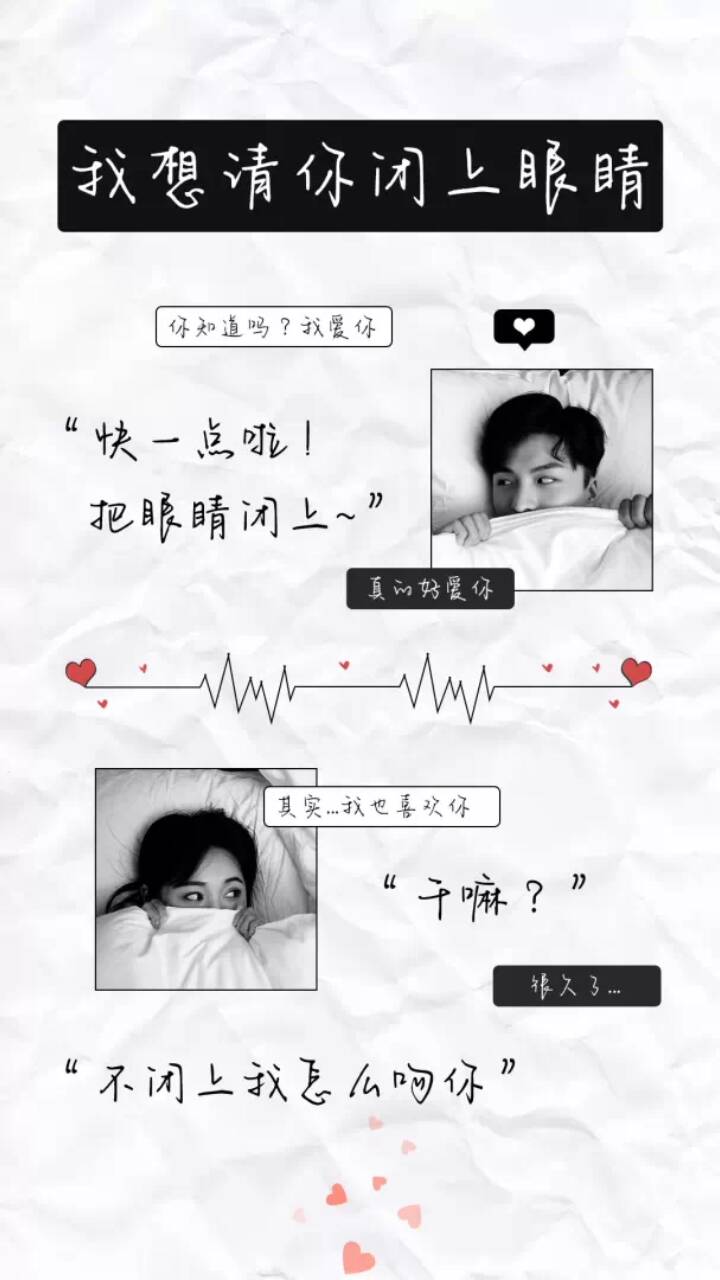 我想请你闭上眼睛
你知道吗？我爱你
“快一点啦！
把眼睛闭上~”
真的好爱你
其实...我也喜欢你
“干嘛？”
很久了...
“不闭上我怎么吻你”